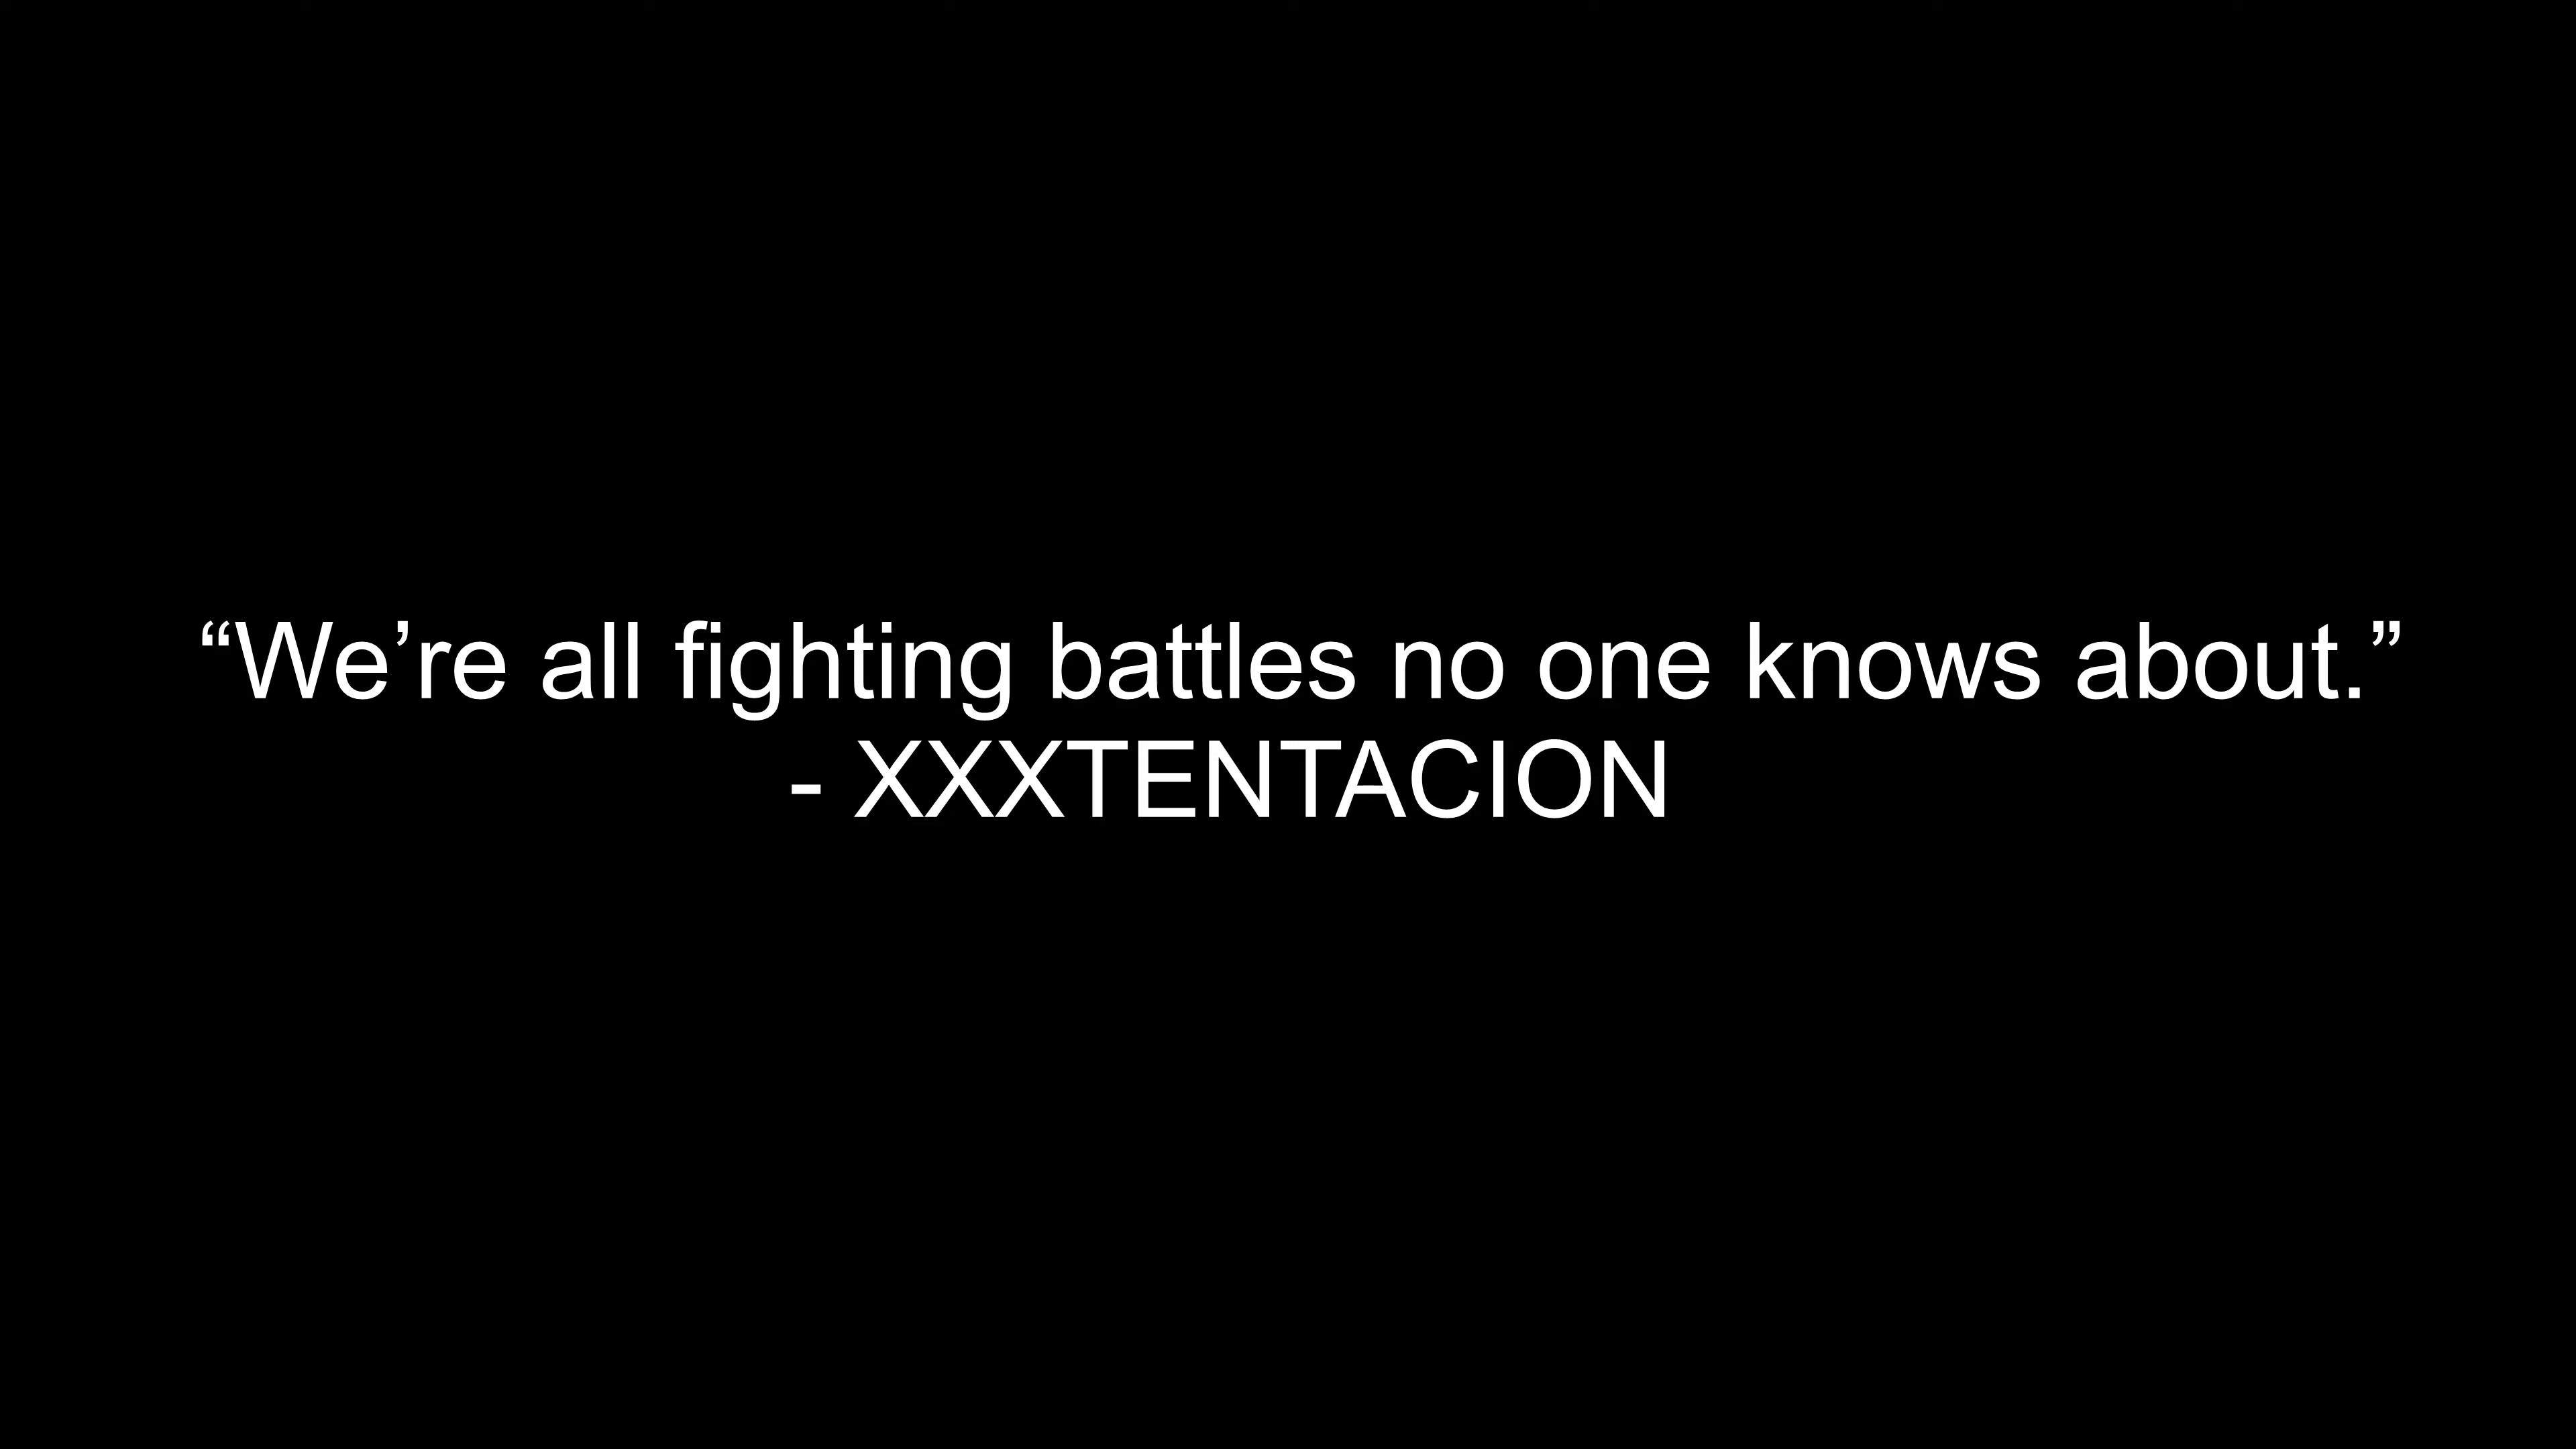 “We’re all fighting battles no one knows about.”
- XXXTENTACION